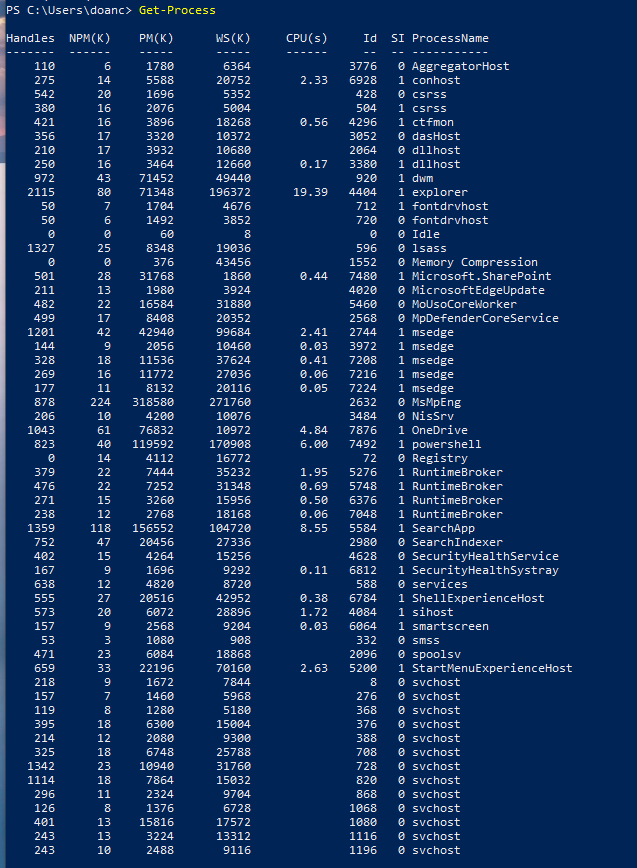 PS C:\Users\doanc> Get-Process
Handles NPM(K) PM(K) WS(K) CPU(s) Id SI ProcessName
------- ------ ----- ----- ------ -- -- -----------
110 6 1780 6364 3776 0 AggregatorHost
275 14 5588 20752 2.33 6928 1 conhost
542 20 1696 5352 428 0 csrss
380 16 2076 5004 504 1 csrss
421 16 3896 18268 0.56 4296 1 ctfmon
356 17 3320 10372 3052 0 dasHost
210 17 3932 10680 2064 0 dllhost
250 16 3464 12660 0.17 3380 1 dllhost
972 43 71452 49440 920 1 dwm
2115 80 71348 196372 19.39 4404 1 explorer
50 7 1704 4676 712 1 fontdrvhost
50 6 1492 3852 720 0 fontdrvhost
0 0 60 8 0 0 Idle
1327 25 8348 19036 596 0 lsass
0 0 376 43456 1552 0 Memory Compression
501 28 31768 1860 0.44 7480 1 Microsoft.SharePoint
211 13 1980 3924 4020 0 MicrosoftEdgeUpdate
482 22 16584 31880 5460 0 MoUsoCoreWorker
499 17 8408 20352 2568 0 MpDefenderCoreService
1201 42 42940 99684 2.41 2744 1 msedge
144 9 2056 10460 0.03 3972 1 msedge
328 18 11536 37624 0.41 7208 1 msedge
269 16 11772 27036 0.06 7216 1 msedge
177 11 8132 20116 0.05 7224 1 msedge
878 224 318580 271760 2632 0 MsMpEng
206 10 4200 10076 3484 0 NisSrv
1043 61 76832 10972 4.84 7876 1 OneDrive
823 40 119592 170908 6.00 7492 1 powershell
0 14 4112 16772 72 0 Registry
379 22 7444 35232 1.95 5276 1 RuntimeBroker
476 22 7252 31348 0.69 5748 1 RuntimeBroker
271 15 3260 15956 0.50 6376 1 RuntimeBroker
238 12 2768 18168 0.06 7048 1 RuntimeBroker
1359 118 156552 104720 8.55 5584 1 SearchApp
752 47 20456 27336 2980 0 SearchIndexer
402 15 4264 15256 4628 0 SecurityHealthService
167 9 1696 9292 0.11 6812 1 SecurityHealthSystray
638 12 4820 8720 588 0 services
555 27 20516 42952 0.38 6784 1 ShellExperienceHost
573 20 6072 28896 1.72 4084 1 sihost
157 9 2568 9204 0.03 6064 1 smartscreen
53 3 1080 908 332 0 smss
471 23 6084 18868 2096 0 spoolsv
659 33 22196 70160 2.63 5200 1 StartMenuExperienceHost
218 9 1672 7844 8 0 svchost
157 7 1460 5968 276 0 svchost
119 8 1280 5180 368 0 svchost
395 18 6300 15004 376 0 svchost
214 12 2080 9300 388 0 svchost
325 18 6748 25788 708 0 svchost
1342 23 10940 31760 728 0 svchost
1114 18 7864 15032 820 0 svchost
296 11 2324 9704 868 0 svchost
126 8 1376 6728 1068 0 svchost
401 13 15816 17572 1080 0 svchost
243 13 3224 13312 1116 0 svchost
243 10 2488 9116 1196 0 svchost